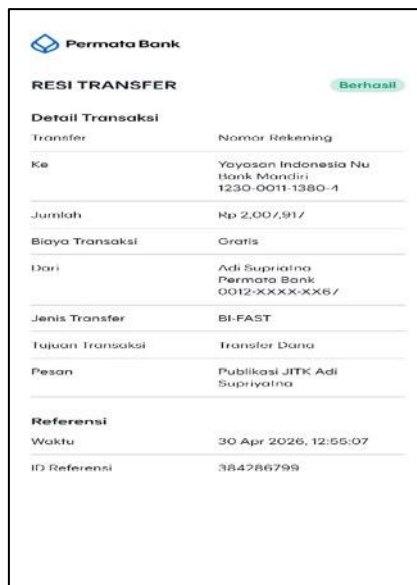 Permata Bank
RESI TRANSFER Berhasil
Detail Transaksi
Transfer Nomor Rekening
Ke Yayasan Indonesia Nu
Bank Mandiri
1230-0011-1380-4
Jumlah Rp 2,007,917
Biaya Transaksi Gratis
Dari Adi Supriatna
Permata Bank
0012-XXXX-XX67
Jenis Transfer BI-FAST
Tujuan Transaksi Transfer Dana
Pesan Publikasi JITK Adi
Supriyatna
Referensi
Waktu 30 Apr 2026, 12:55:07
ID Referensi 384286799